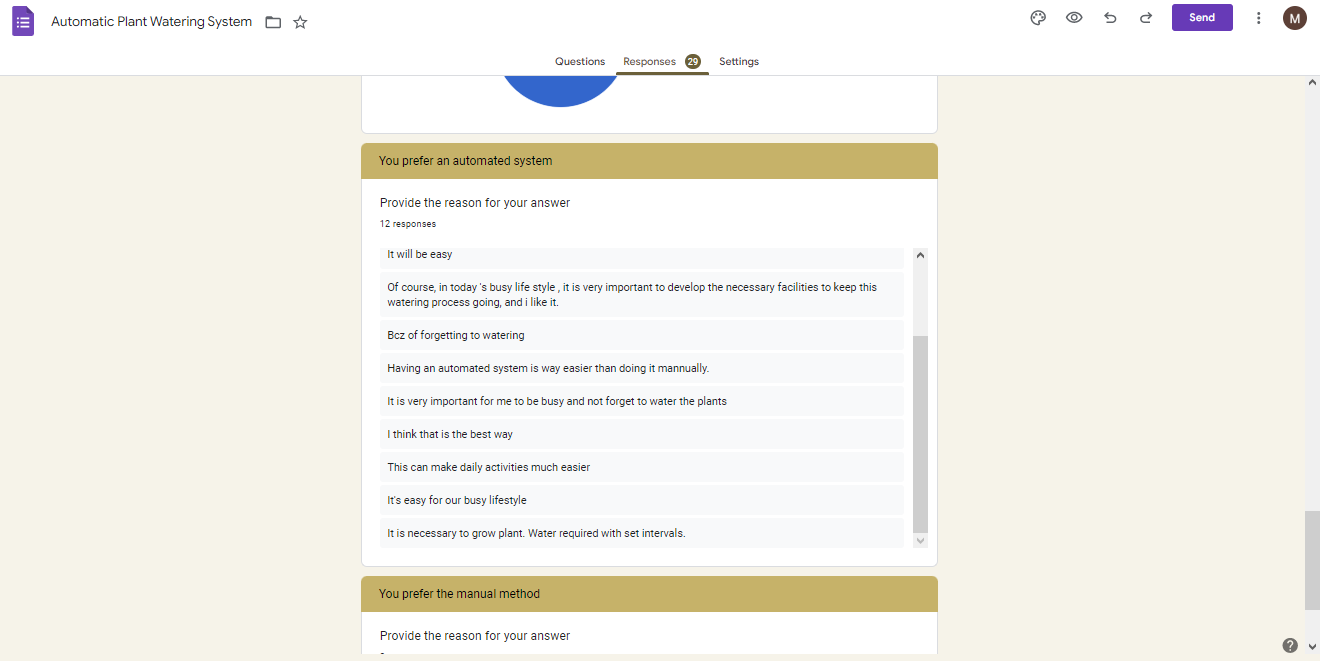 Automatic Plant Watering System
Send
M
Questions
Responses 29
Settings
You prefer an automated system
Provide the reason for your answer
12 responses
It will be easy
Of course, in today 's busy life style , it is very important to develop the necessary facilities to keep this
watering process going, and i like it.
Bcz of forgetting to watering
Having an automated system is way easier than doing it mannually.
It is very important for me to be busy and not forget to water the plants
I think that is the best way
This can make daily activities much easier
It's easy for our busy lifestyle
It is necessary to grow plant. Water required with set intervals.
You prefer the manual method
Provide the reason for your answer